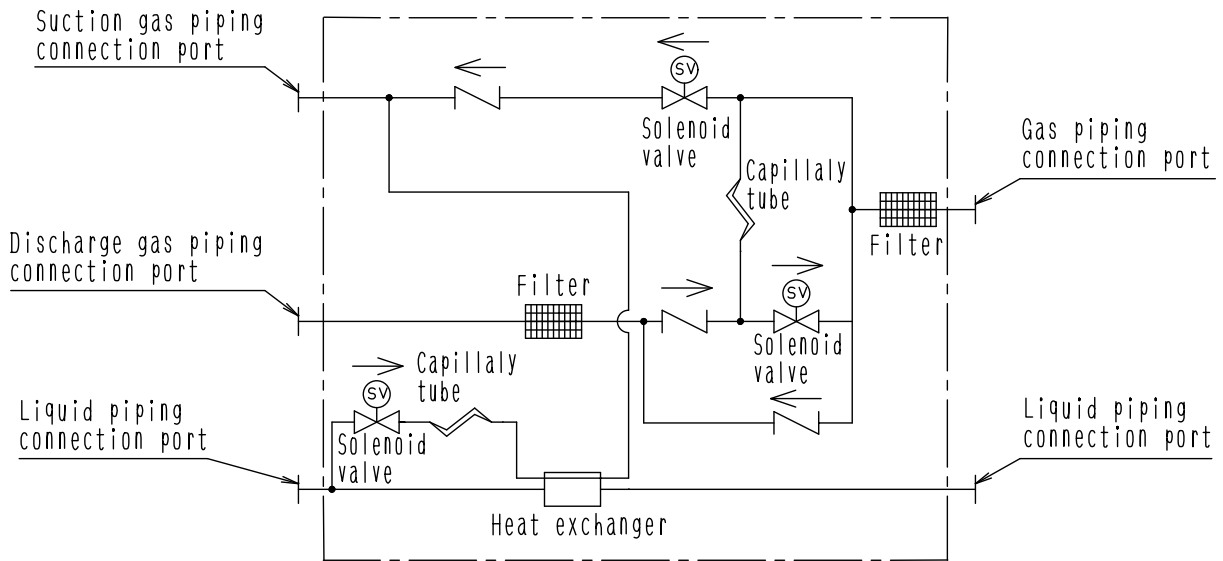 Suction gas piping
connection port
SV
Solenoid
valve
Gas piping
connection port
Capillaly
tube
Filter
Discharge gas piping
connection port
Filter
SV
Solenoid
valve
Capillaly
tube
SV
Solenoid
valve
Liquid piping
connection port
Liquid piping
connection port
Heat exchanger